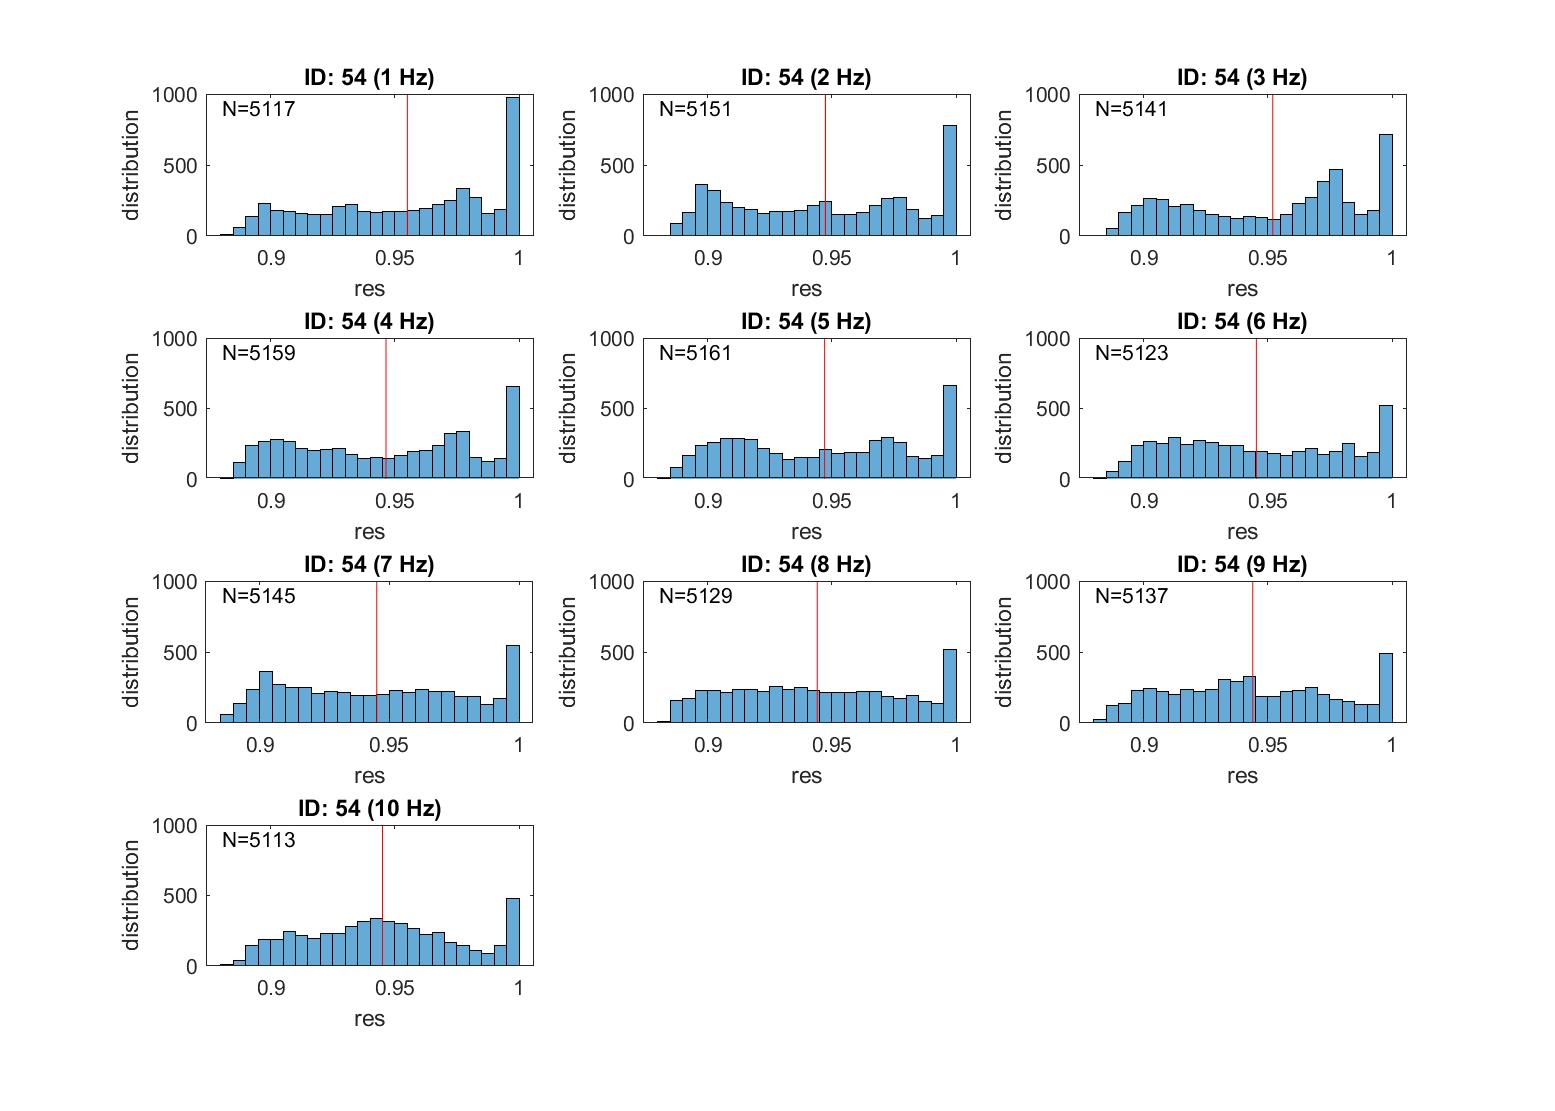 ID: 54 (1 Hz)
N=5117
1000
500
0
distribution
0.9 0.95 1
res
ID: 54 (2 Hz)
N=5151
1000
500
0
distribution
0.9 0.95 1
res
ID: 54 (3 Hz)
N=5141
1000
500
0
distribution
0.9 0.95 1
res
ID: 54 (4 Hz)
N=5159
1000
500
0
distribution
0.9 0.95 1
res
ID: 54 (5 Hz)
N=5161
1000
500
0
distribution
0.9 0.95 1
res
ID: 54 (6 Hz)
N=5123
1000
500
0
distribution
0.9 0.95 1
res
ID: 54 (7 Hz)
N=5145
1000
500
0
distribution
0.9 0.95 1
res
ID: 54 (8 Hz)
N=5129
1000
500
0
distribution
0.9 0.95 1
res
ID: 54 (9 Hz)
N=5137
1000
500
0
distribution
0.9 0.95 1
res
ID: 54 (10 Hz)
N=5113
1000
500
0
distribution
0.9 0.95 1
res